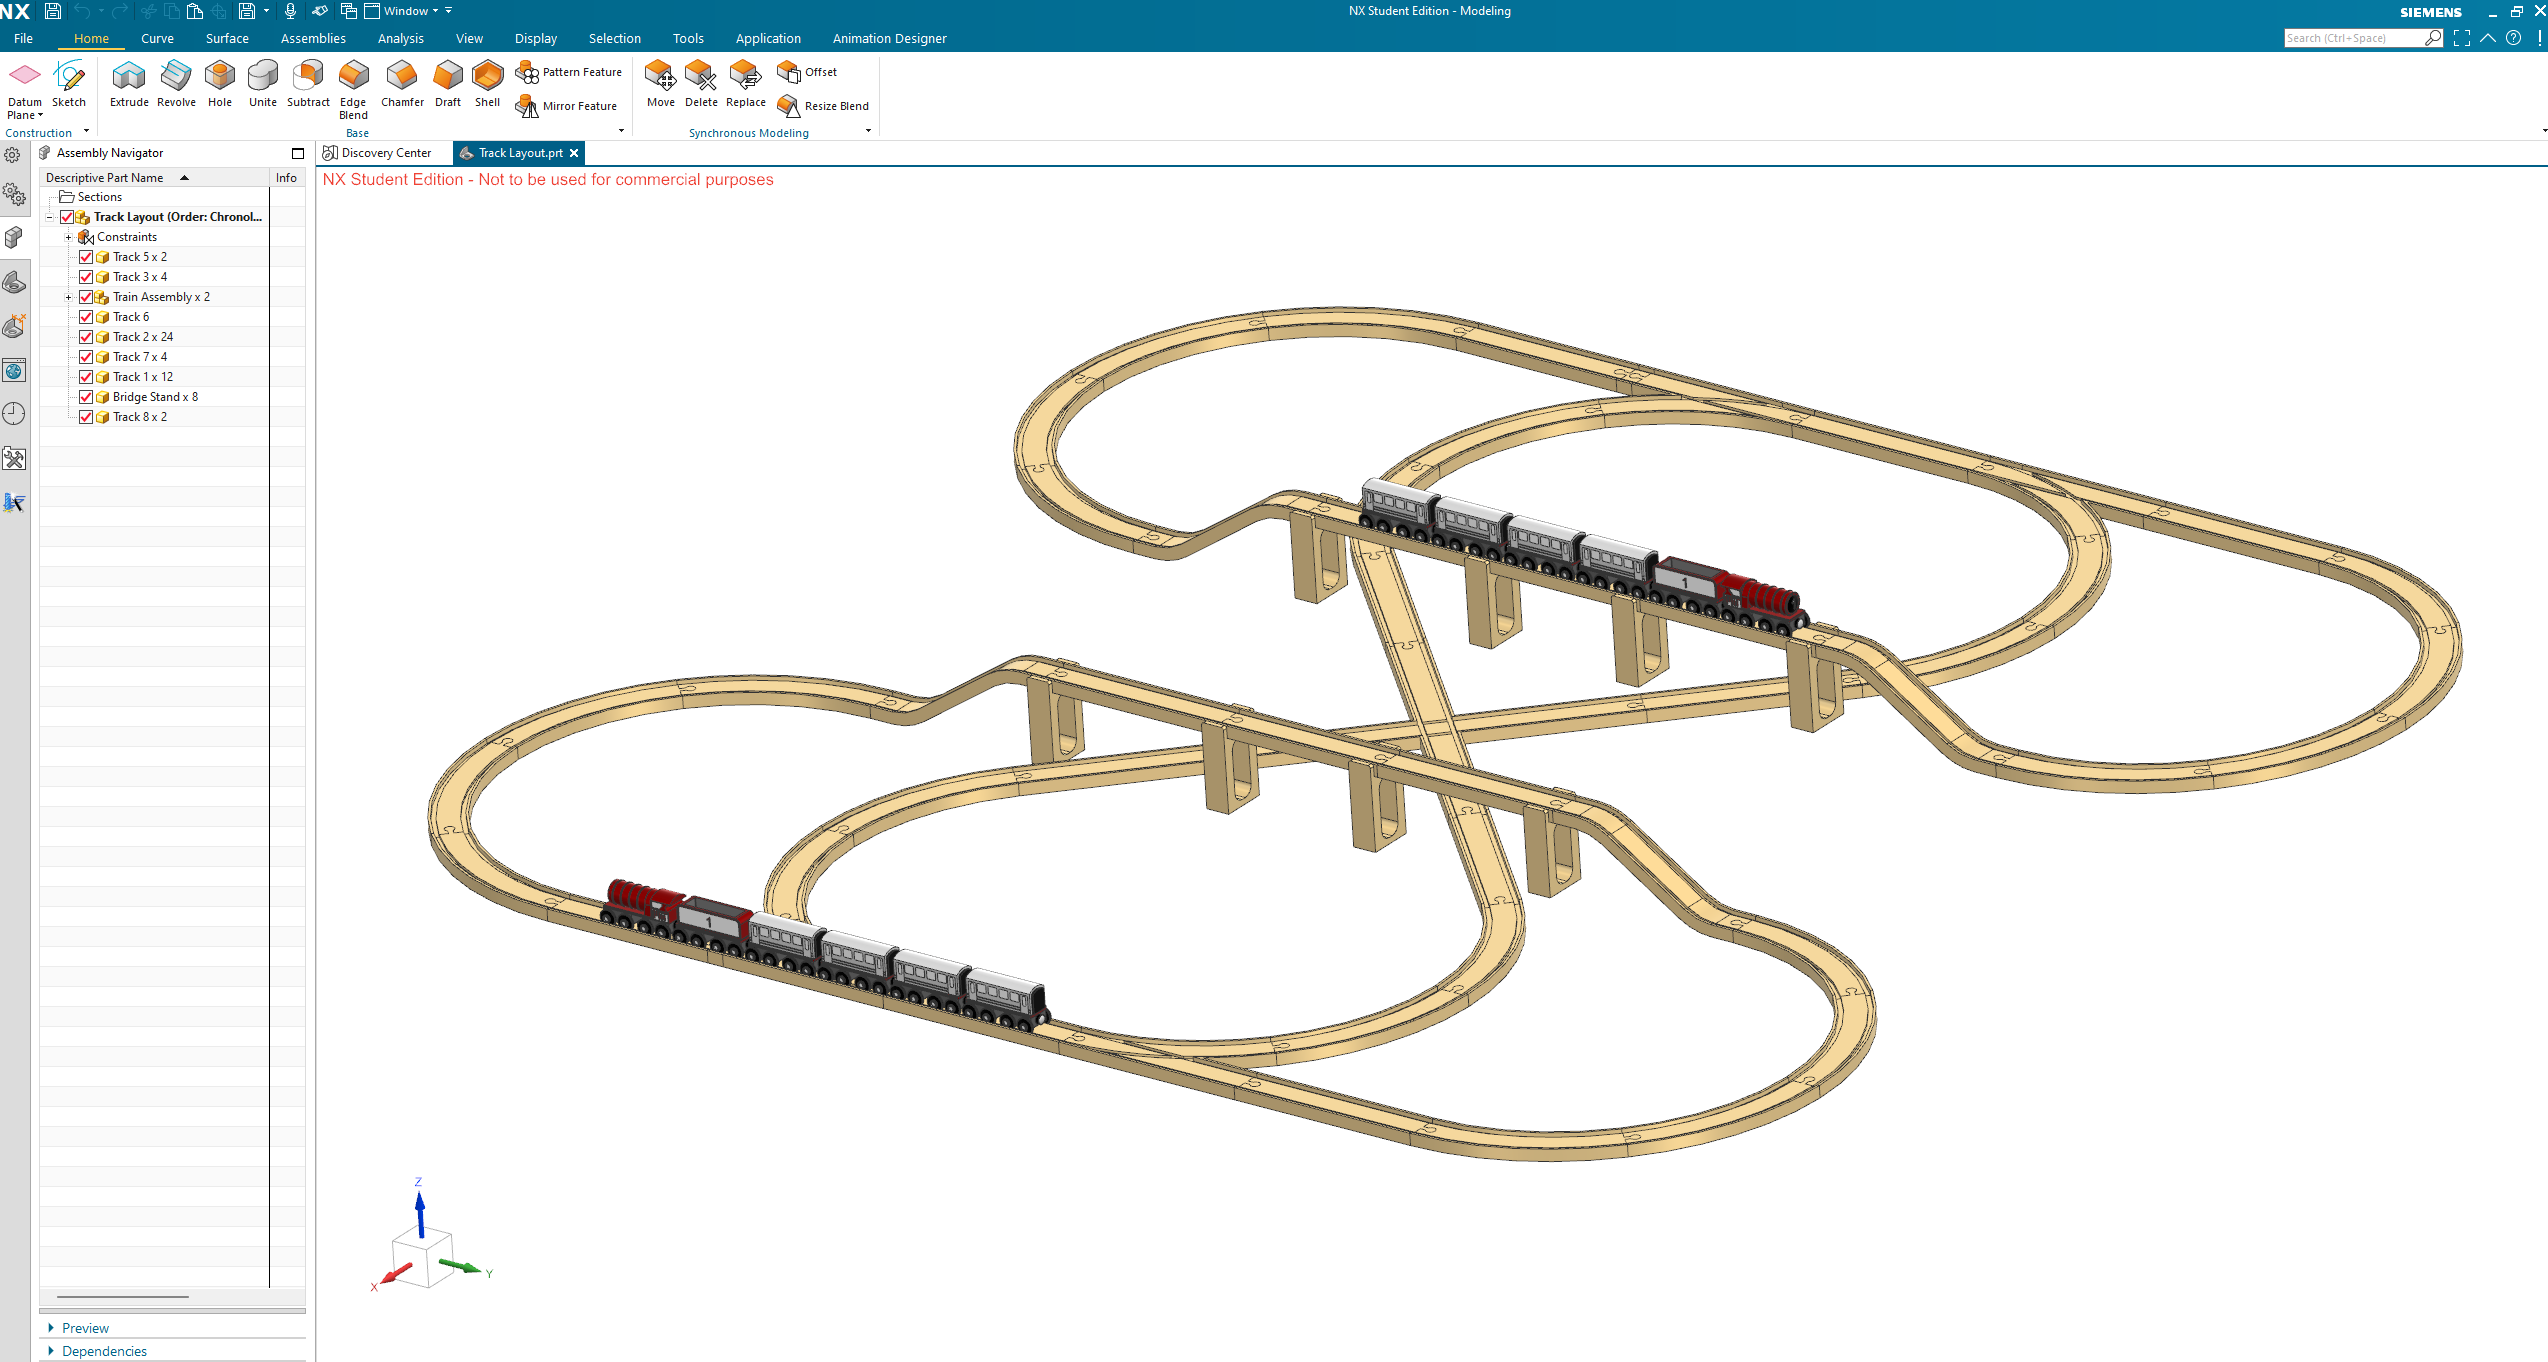 NX Window NX Student Edition - Modeling SIEMENS
File Home Curve Surface Assemblies Analysis View Display Selection Tools Application Animation Designer Search (Ctrl+Space)
Pattern Feature Offset
Datum Plane Sketch Extrude Revolve Hole Unite Subtract Edge Blend Chamfer Draft Shell Move Delete Replace
Mirror Feature Resize Blend
Construction Base Synchronous Modeling
Assembly Navigator Discovery Center Track Layout.prt
Descriptive Part Name Info
NX Student Edition - Not to be used for commercial purposes
Sections
Track Layout (Order: Chronol...
Constraints
Track 5 x 2
Track 3 x 4
Train Assembly x 2
Track 6
Track 2 x 24
Track 7 x 4
Track 1 x 12
Bridge Stand x 8
Track 8 x 2
1
1
Z
Y
X
Preview
Dependencies